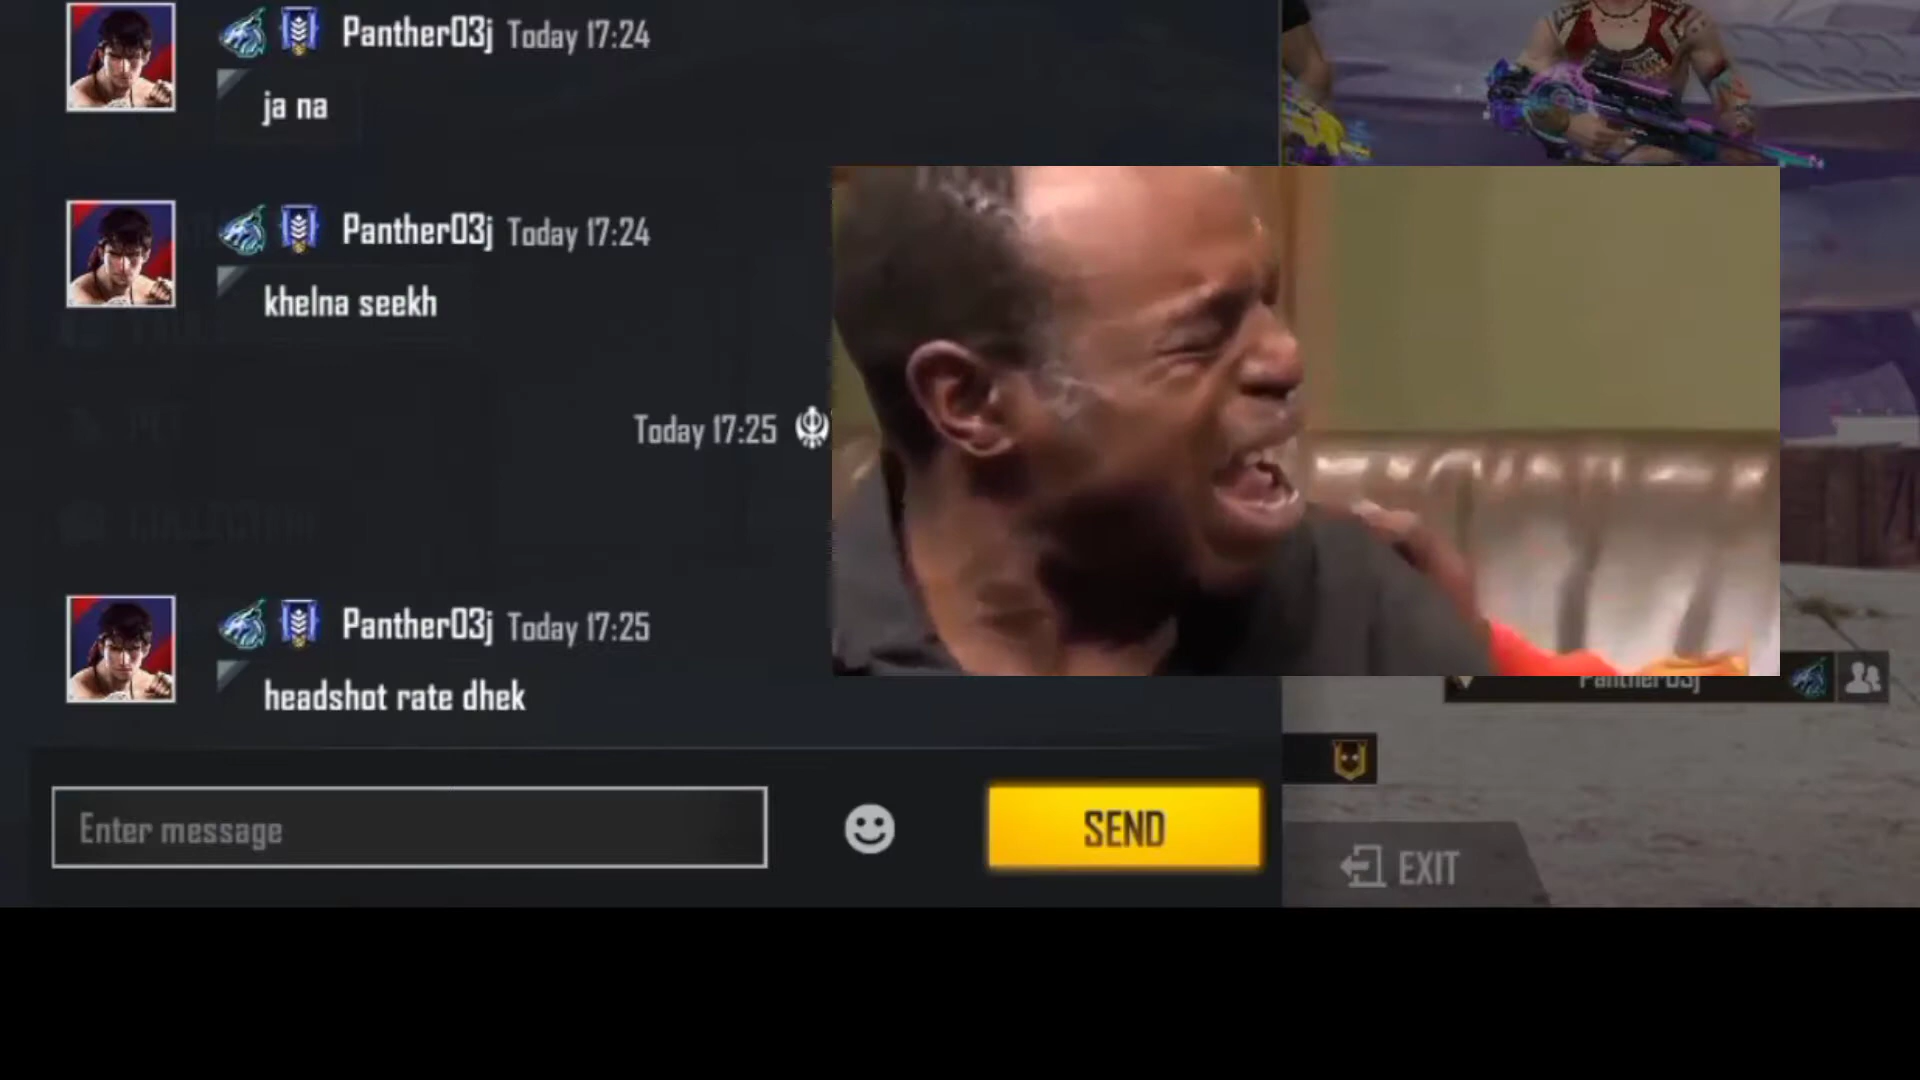 Panther03j Today 17:24
ja na
Panther03j Today 17:24
khelna seekh
Today 17:25
Panther03j Today 17:25
headshot rate dhek
Panther03j
Enter message
SEND
EXIT